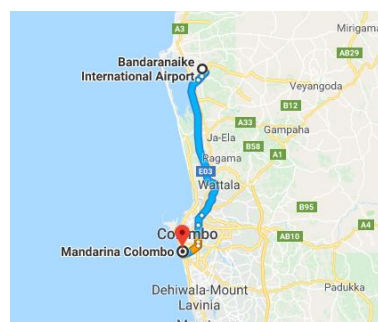 Mirigama
A3
Bandaranaike
International Airport
AB29
Veyangoda
B12
A33
Gampaha
Ja-Ela
B58
A1
Ragama
E03
Wattala
B95
A4
Colombo
AB10
Mandarina Colombo
Padukka
Dehiwala-Mount
Lavinia